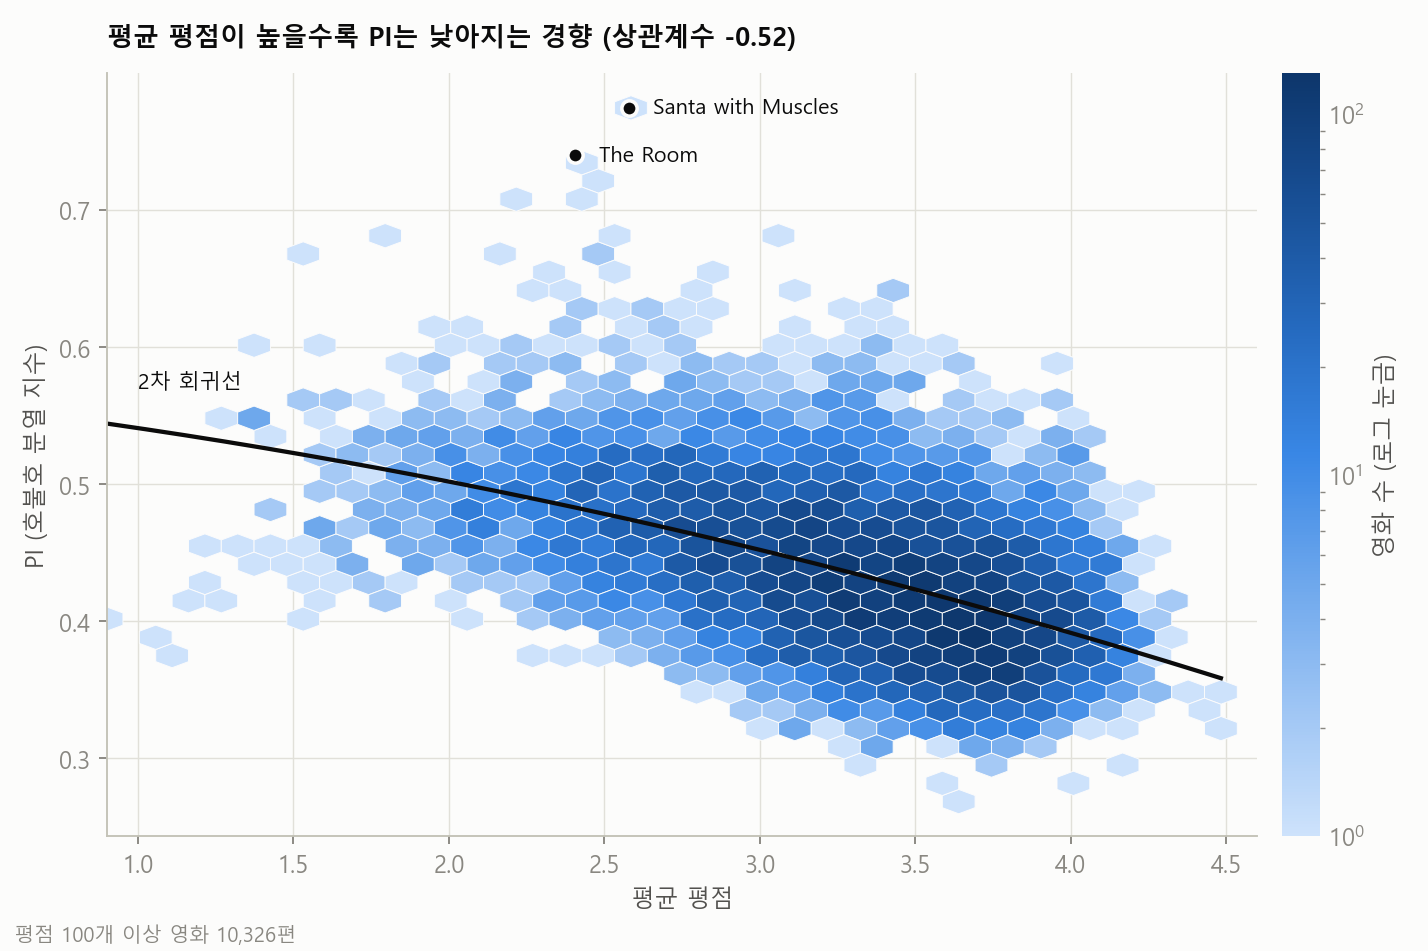 평균 평점이 높을수록 PI는 낮아지는 경향 (상관계수 -0.52)
Santa with Muscles
The Room
2차 회귀선
PI (호불호 분열 지수)
0.7
0.6
0.5
0.4
0.3
1.0 1.5 2.0 2.5 3.0 3.5 4.0 4.5
평균 평점
10²
10¹
10⁰
영화 수 (로그 눈금)
평점 100개 이상 영화 10,326편